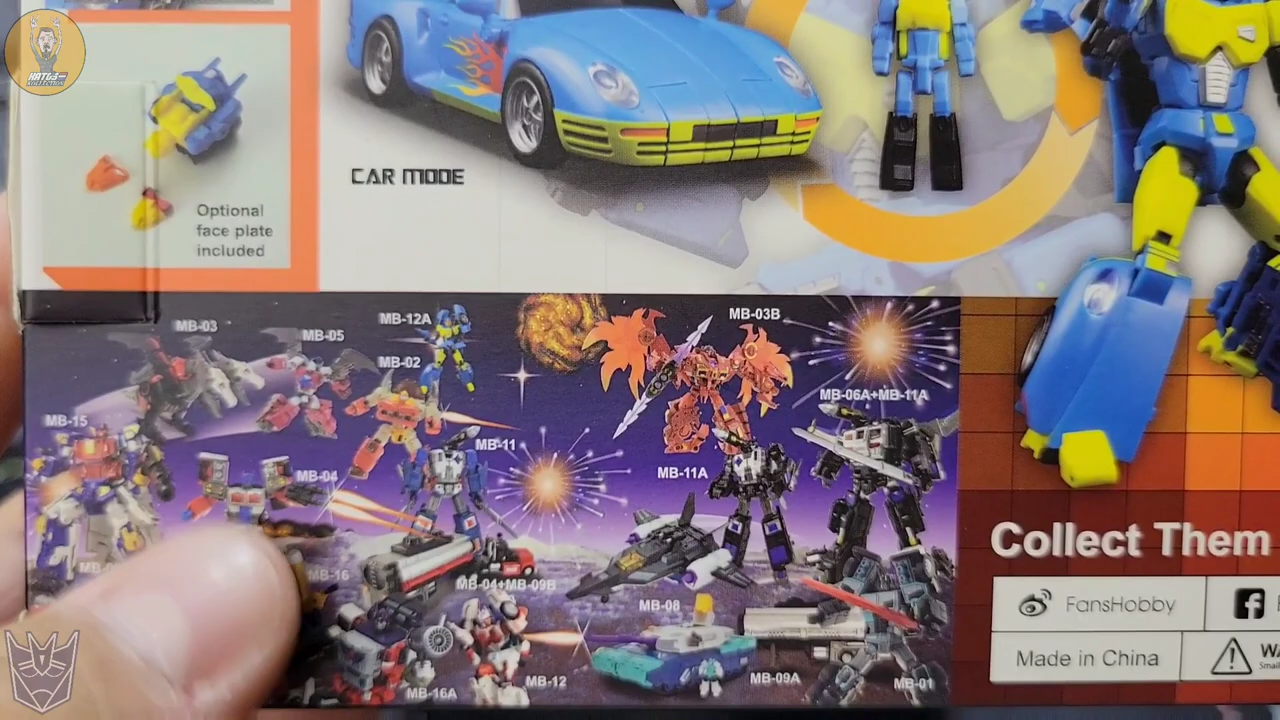 KATGS-
KOLLECTION
CAR MODE
Optional
face plate
included
MB-03
MB-05
MB-12A
MB-02
MB-03B
MB-06A+MB-11A
MB-15
MB-11
MB-04
MB-11A
MB-16
MB-04+MB-09B
MB-08
MB-16A
MB-12
MB-09A
MB-01
Collect Them
FansHobby
Made in China